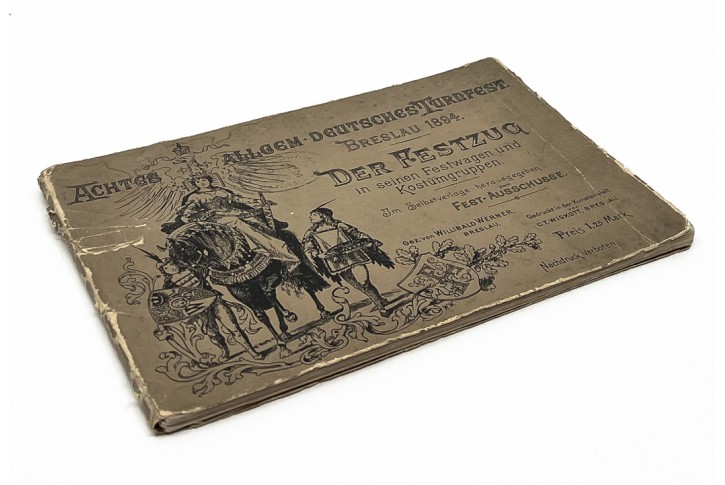 ACHTES ALLGEM·DEUTSCHES TURNFEST.
BRESLAU 1894.
DER FESTZUG
in seinen Festwagen und
Kostümgruppen.
Im Selbstverlage herausgegeben
FEST-AUSSCHUSSE.
Gez. von WILLIBALD WERNER,
BRESLAU.
Gedruckt in der Kunstanstalt
von
C.T. WISKOTT · BRESLAU.
Preis 1,25 Mark
Nachdruck Verboten.